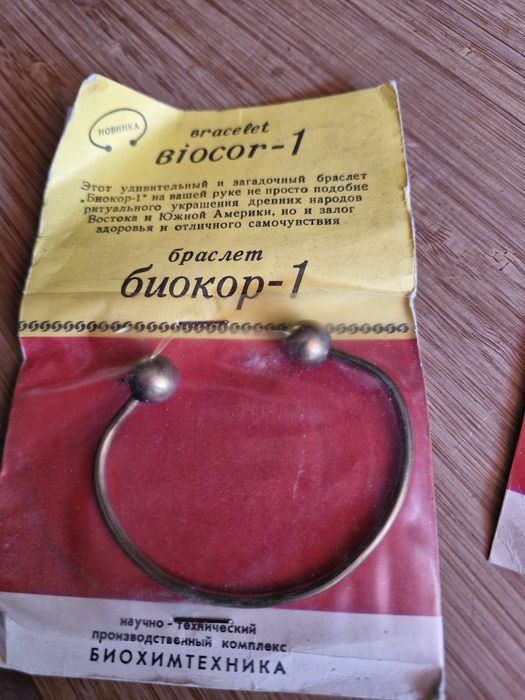 НОВИНКА
bracelet
Biocor-1
Этот удивительный и загадочный браслет
„Биокор-1" на вашей руке не просто подобие
ритуального украшения древних народов
Востока и Южной Америки, но и залог
здоровья и отличного самочувствия
браслет
биокор-1
научно - технический
производственный комплекс
БИОХИМТЕХНИКА